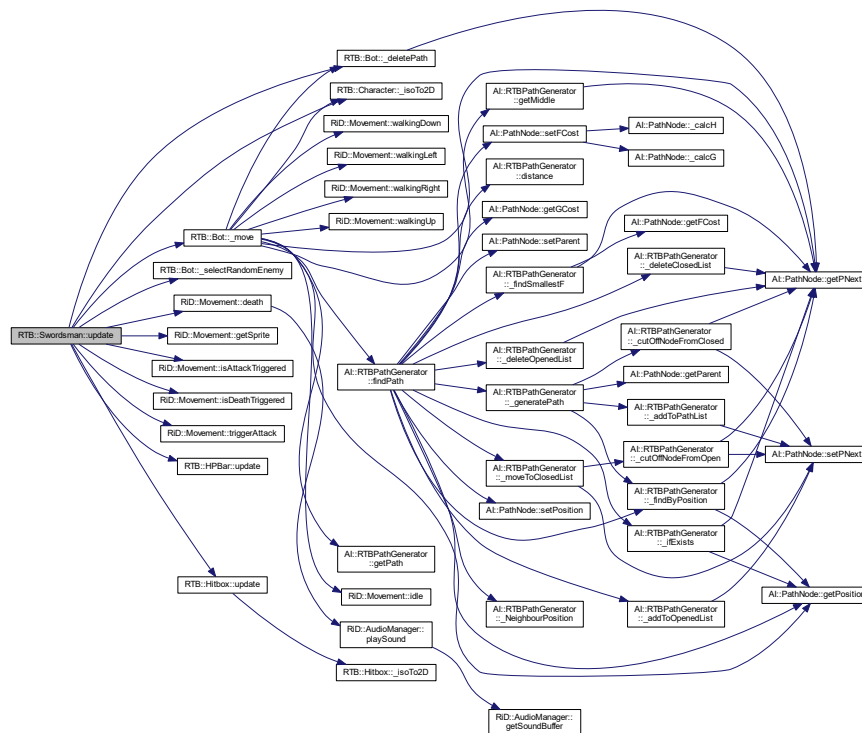 RTB::Swordsman::update
RTB::Bot::_deletePath
RTB::Character::_isoTo2D
RiD::Movement::walkingDown
RiD::Movement::walkingLeft
RiD::Movement::walkingRight
RiD::Movement::walkingUp
RTB::Bot::_move
RTB::Bot::_selectRandomEnemy
RiD::Movement::death
RiD::Movement::getSprite
RiD::Movement::isAttackTriggered
RiD::Movement::isDeathTriggered
RiD::Movement::triggerAttack
RTB::HPBar::update
RTB::Hitbox::update
AI::RTBPathGenerator
::findPath
AI::RTBPathGenerator
::getPath
RiD::Movement::idle
RiD::AudioManager::
playSound
RTB::Hitbox::_isoTo2D
AI::RTBPathGenerator
::getMiddle
AI::PathNode::setFCost
AI::RTBPathGenerator
::distance
AI::PathNode::getGCost
AI::PathNode::setParent
AI::RTBPathGenerator
::_findSmallestF
AI::RTBPathGenerator
::_deleteOpenedList
AI::RTBPathGenerator
::_generatePath
AI::RTBPathGenerator
::_moveToClosedList
AI::PathNode::setPosition
AI::RTBPathGenerator
::_NeighbourPosition
RiD::AudioManager::
getSoundBuffer
AI::PathNode::_calcH
AI::PathNode::_calcG
AI::PathNode::getFCost
AI::RTBPathGenerator
::_deleteClosedList
AI::RTBPathGenerator
::_cutOffNodeFromClosed
AI::PathNode::getParent
AI::RTBPathGenerator
::_addToPathList
AI::RTBPathGenerator
::_cutOffNodeFromOpen
AI::RTBPathGenerator
::_findByPosition
AI::RTBPathGenerator
::_ifExists
AI::RTBPathGenerator
::_addToOpenedList
AI::PathNode::getPNext
AI::PathNode::setPNext
AI::PathNode::getPosition